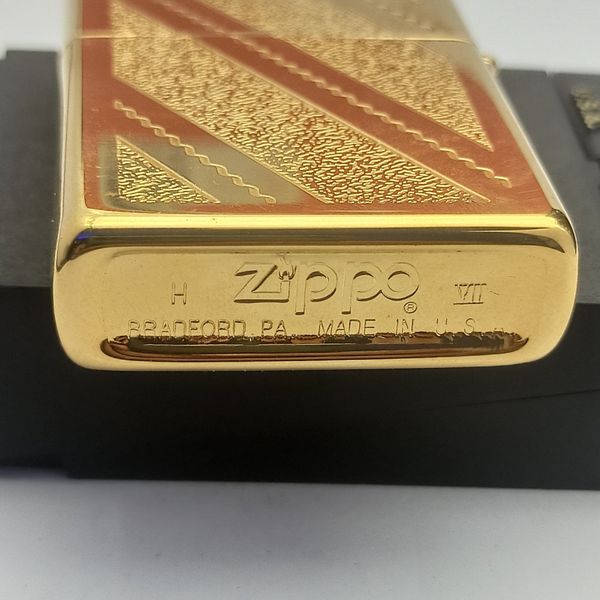 H Zippo® VII
BRADFORD, PA. MADE IN U.S.A.